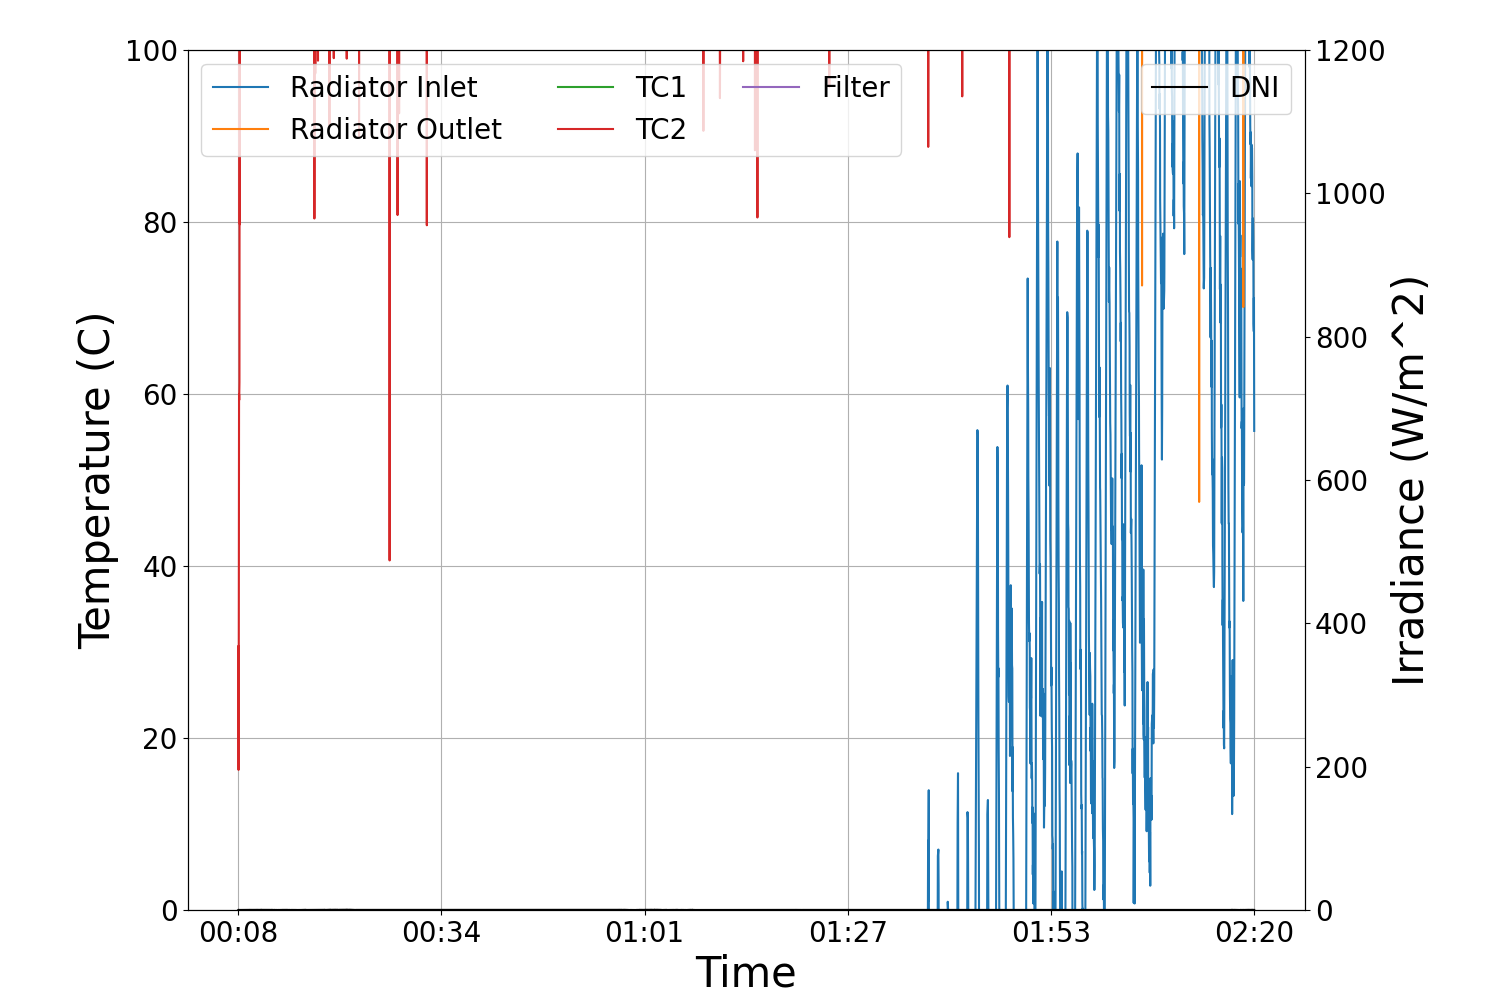 100
80
60
40
20
0
Temperature (C)
Radiator Inlet
Radiator Outlet
TC1
TC2
Filter
DNI
1200
1000
800
600
400
200
0
Irradiance (W/m^2)
00:08
00:34
01:01
01:27
01:53
02:20
Time